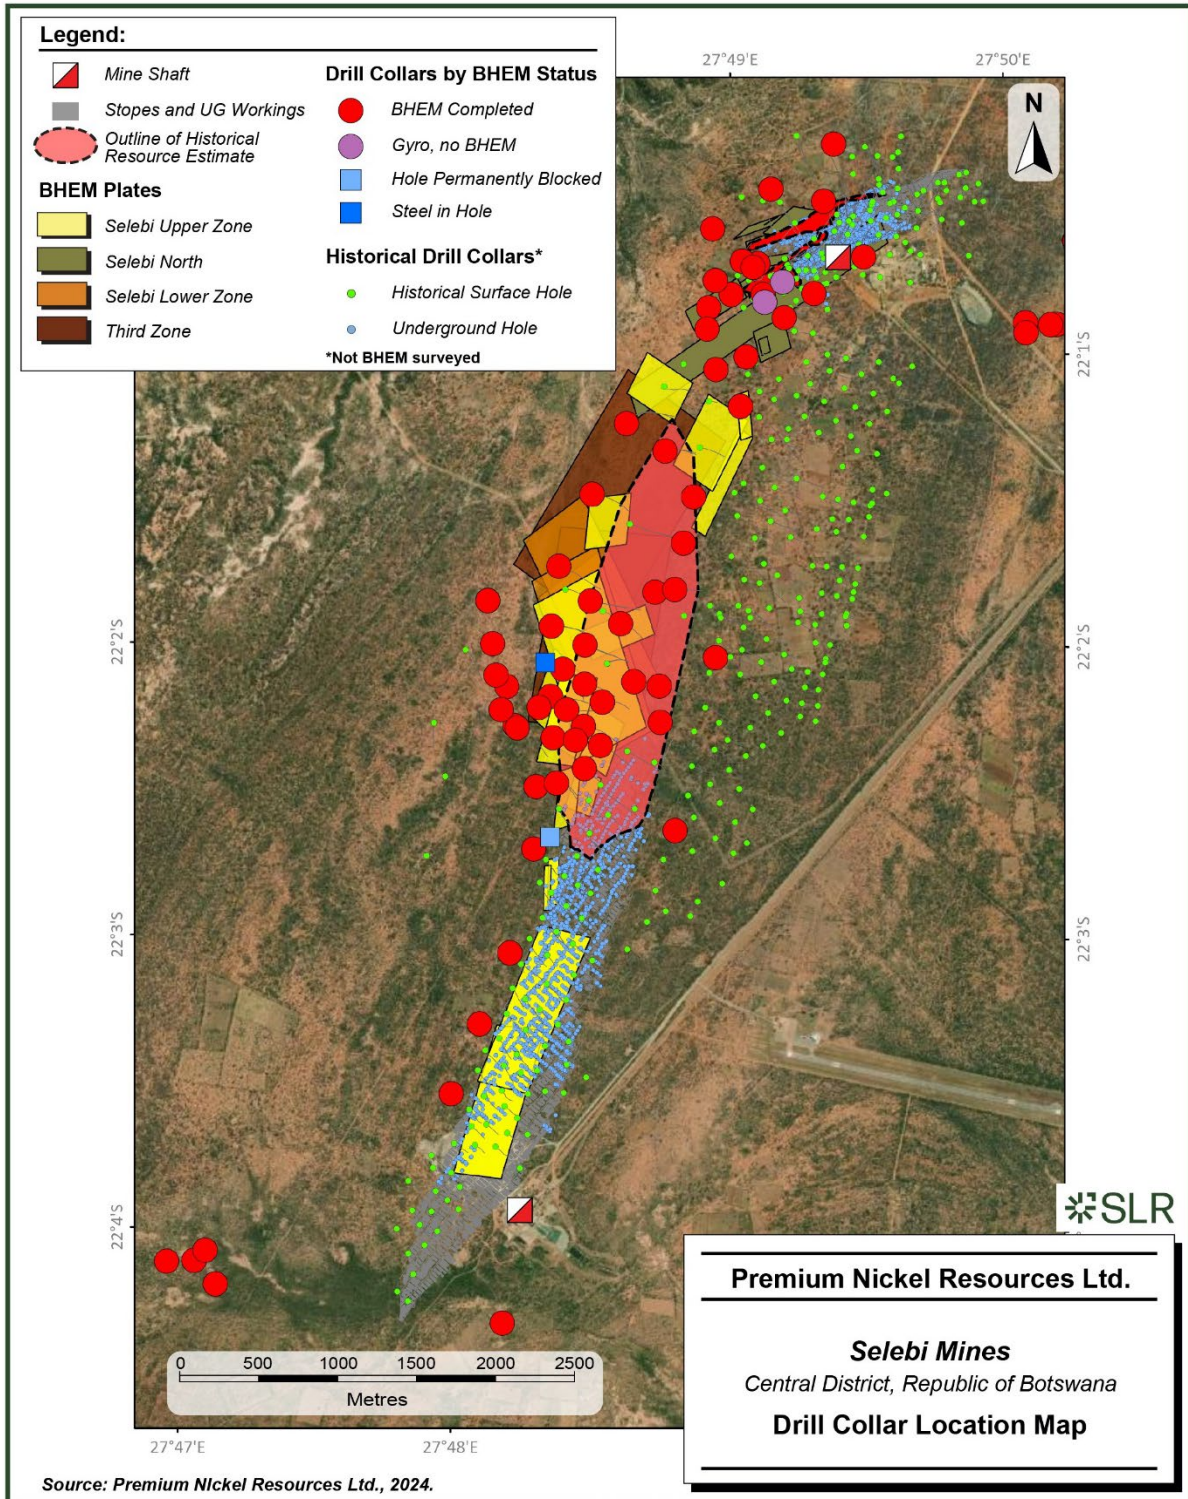 Legend:
Mine Shaft
Stopes and UG Workings
Outline of Historical
Resource Estimate
BHEM Plates
Selebi Upper Zone
Selebi North
Selebi Lower Zone
Third Zone
Drill Collars by BHEM Status
BHEM Completed
Gyro, no BHEM
Hole Permanently Blocked
Steel in Hole
Historical Drill Collars*
Historical Surface Hole
Underground Hole
*Not BHEM surveyed
27°49'E
27°50'E
N
22°1'S
22°2'S
22°2'S
22°3'S
22°3'S
22°4'S
SLR
0 500 1000 1500 2000 2500
Metres
27°47'E
27°48'E
Premium Nickel Resources Ltd.
Selebi Mines
Central District, Republic of Botswana
Drill Collar Location Map
Source: Premium NIckel Resources Ltd., 2024.